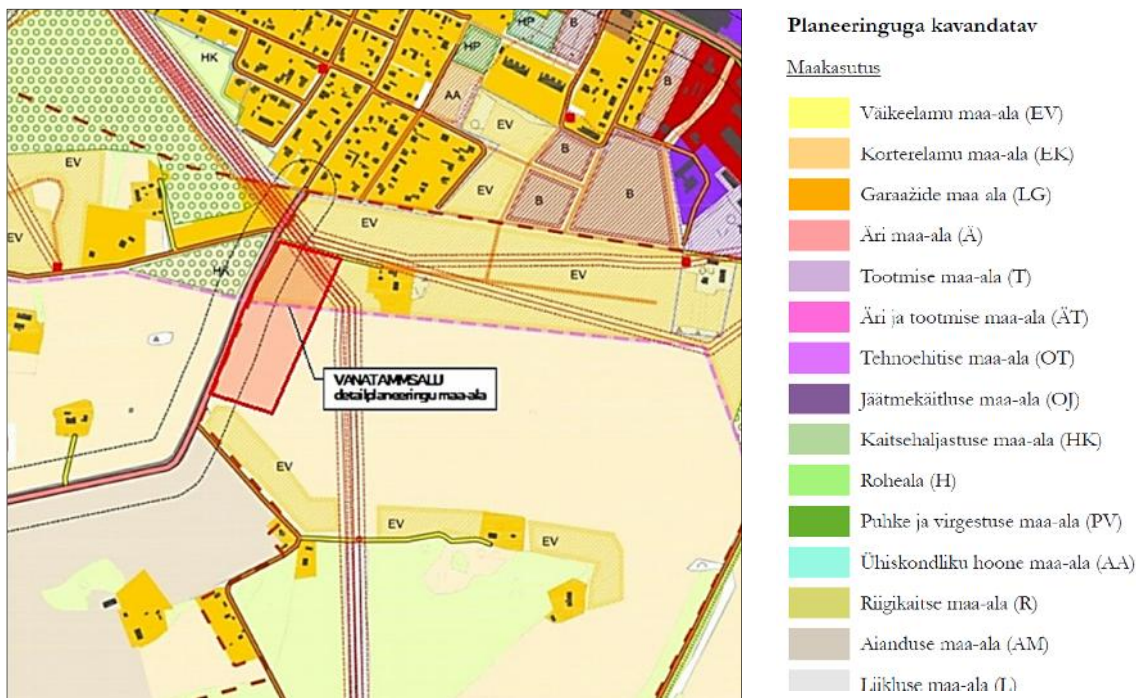 HP
B
HK
HP
AA
EV
B
B
EV
EV
B
B
EV
EV
HK
EV
VANATAMMSALU
detailplaneeringu maa-ala
EV
EV
EV
Planeeringuga kavandatav
Maakasutus
Väikeelamu maa-ala (EV)
Korterelamu maa-ala (EK)
Garaažide maa ala (LG)
Äri maa-ala (Ä)
Tootmise maa-ala (T)
Äri ja tootmise maa-ala (ÄT)
Tehnoehitise maa-ala (OT)
Jäätmekäitluse maa-ala (OJ)
Kaitsehaljastuse maa-ala (HK)
Roheala (H)
Puhke ja virgestuse maa-ala (PV)
Ühiskondliku hoone maa-ala (AA)
Riigikaitse maa-ala (R)
Aianduse maa-ala (AM)
Liikluse maa-ala (L)